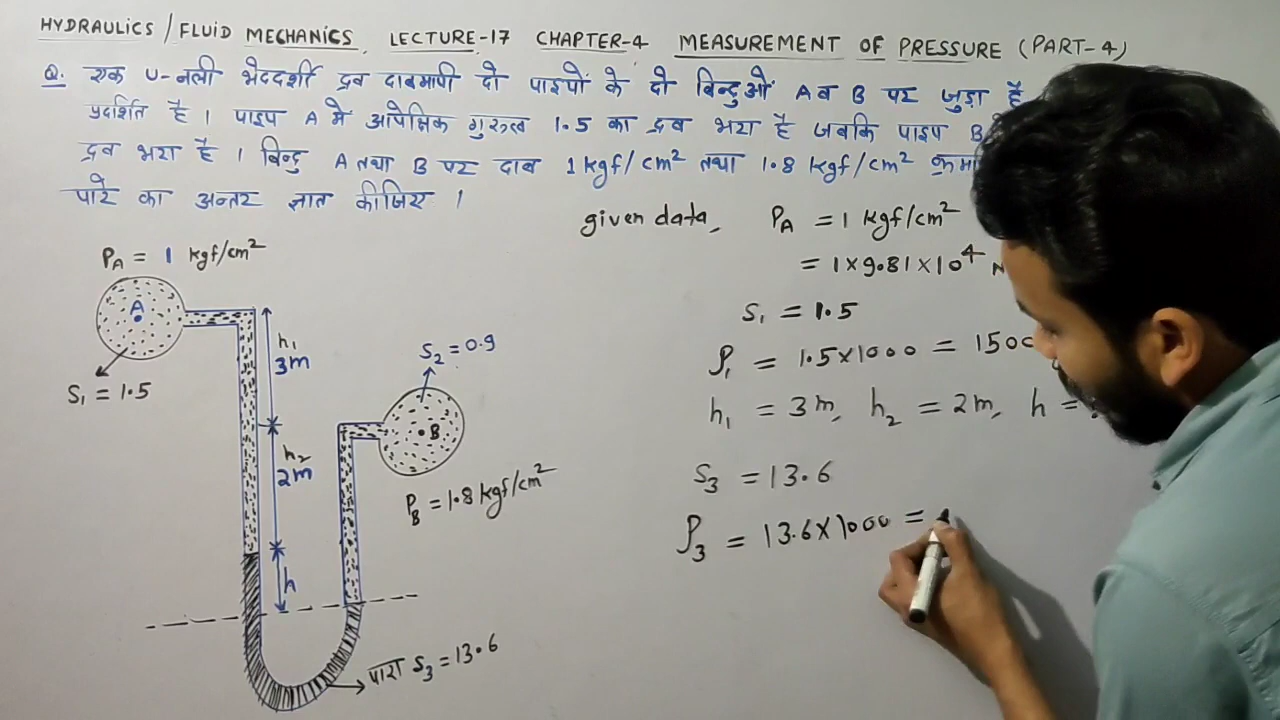 HYDRAULICS / FLUID MECHANICS, LECTURE-17 CHAPTER-4 MEASUREMENT OF PRESSURE (PART-4)
Q. एक U-नली भेददर्शी द्रव दाबमापी दो पाइपों के दो बिन्दुओं A व B पर जुड़ा है
प्रदर्शित है । पाइप A में आपेक्षिक गुरुत्व 1.5 का द्रव भरा है जबकि पाइप B
द्रव भरा है । बिन्दु A तथा B पर दाब 1 kgf/cm² तथा 1.8 kgf/cm²
पारे का अन्तर ज्ञात कीजिए ।
given data, P_A = 1 kgf/cm²
= 1×9.81×10⁴ N
S₁ = 1.5
ρ₁ = 1.5×1000 = 150
h₁ = 3m, h₂ = 2m, h =
S₃ = 13.6
ρ₃ = 13.6×1000 =
P_A = 1 kgf/cm²
A
S₁ = 1.5
h₁
3m
S₂ = 0.9
B
h₂
2m
P_B = 1.8 kgf/cm²
h
पारा S₃ = 13.6